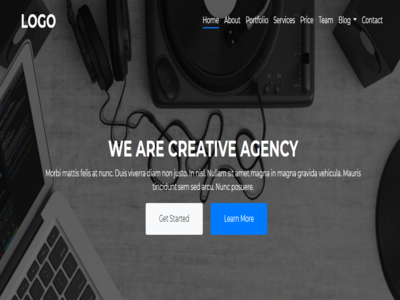 LOGO
Home About Portfolio Services Price Team Blog Contact
WE ARE CREATIVE AGENCY
Morbi mattis felis at nunc. Duis viverra diam non justo. In nisl. Nullam sit amet magna in magna gravida vehicula. Mauris
tincidunt sem sed arcu. Nunc posuere.
Get Started Learn More